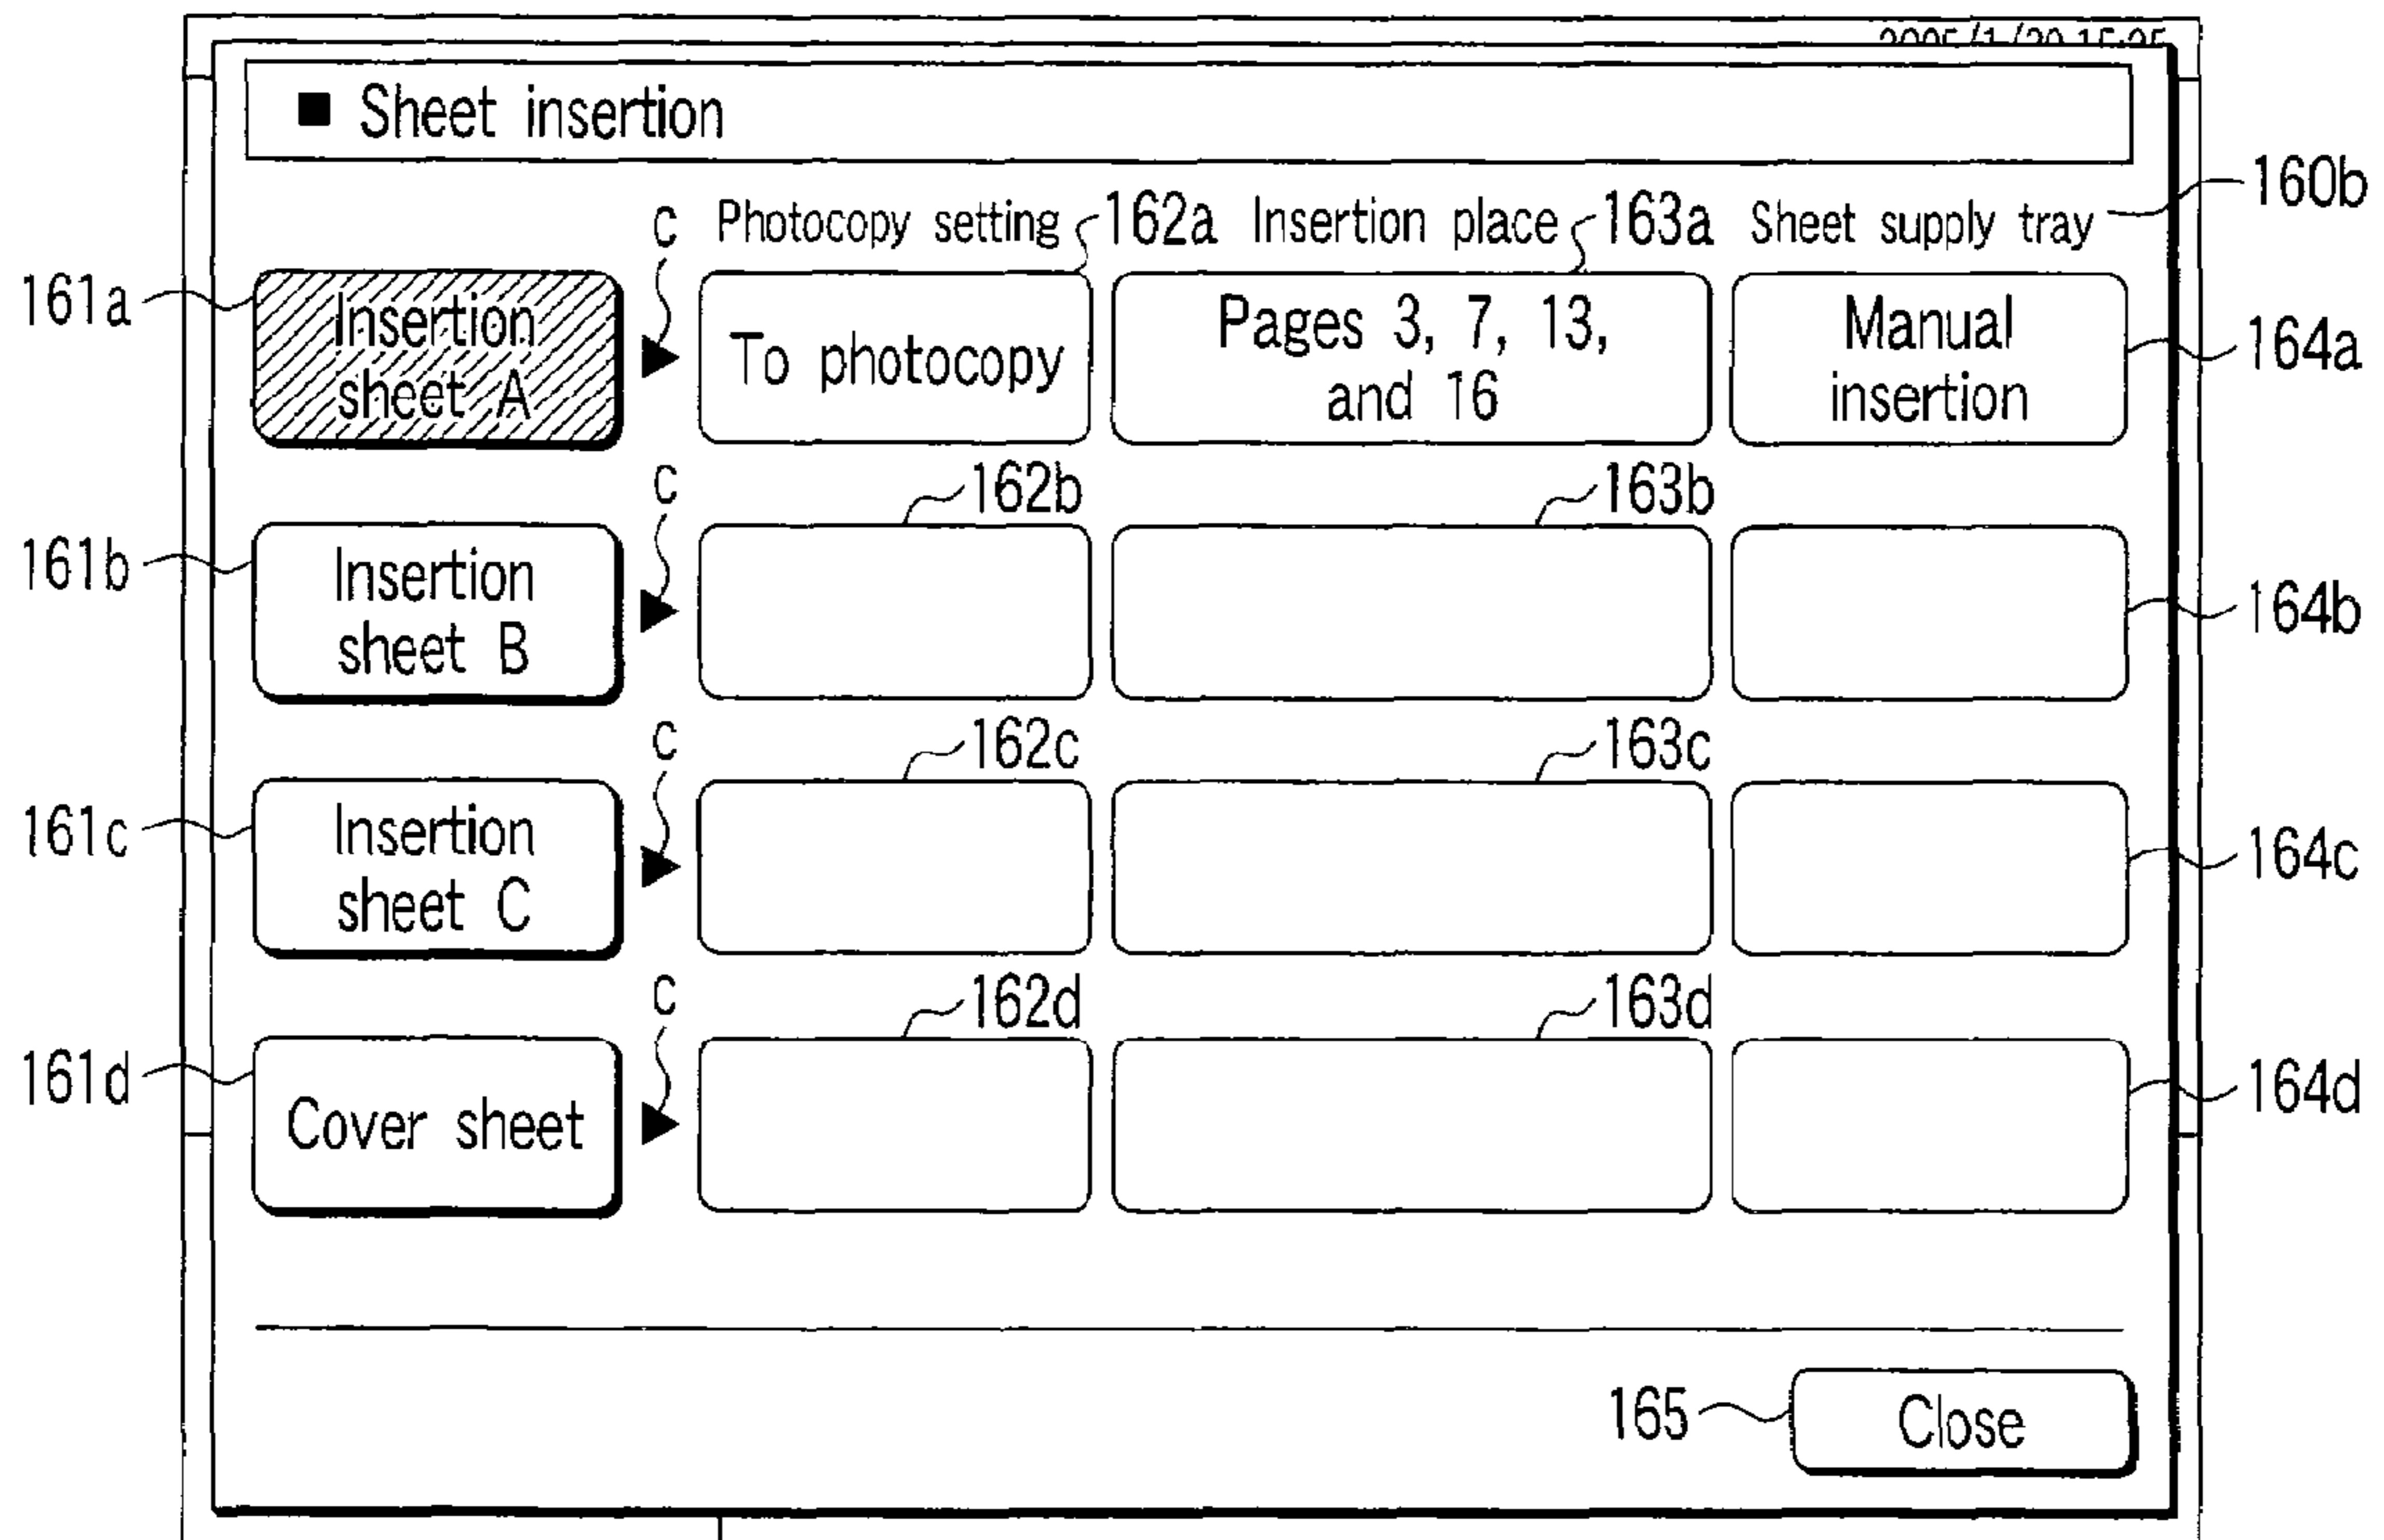 ■ Sheet insertion
160b
C Photocopy setting 162a Insertion place 163a Sheet supply tray
161a Insertion sheet A To photocopy Pages 3, 7, 13, and 16 Manual insertion 164a
C 162b 163b
161b Insertion sheet B 164b
C 162c 163c
161c Insertion sheet C 164c
C 162d 163d
161d Cover sheet 164d
165 Close